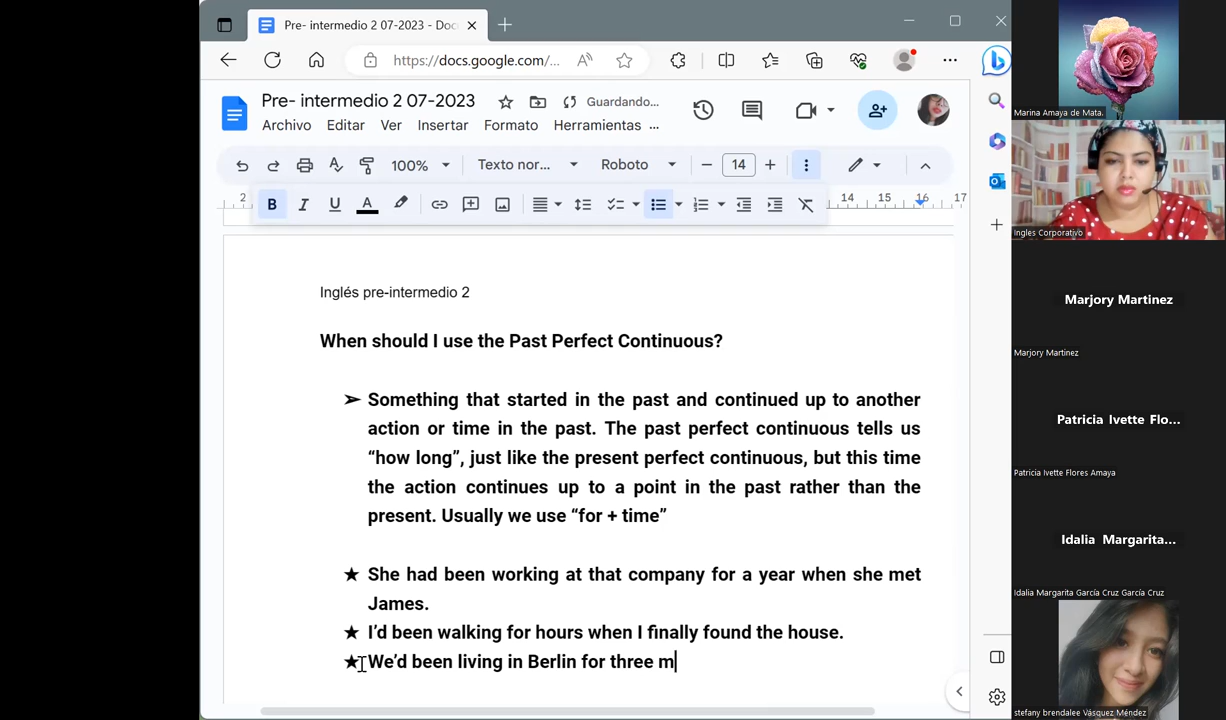 Pre- intermedio 2 07-2023 - Doc
https://docs.google.com/...
Pre- intermedio 2 07-2023
Guardando...
Archivo Editar Ver Insertar Formato Herramientas ...
100% Texto nor... Roboto 14
B I U A
2 14 15 16 17
Inglés pre-intermedio 2
When should I use the Past Perfect Continuous?
➢ Something that started in the past and continued up to another
action or time in the past. The past perfect continuous tells us
“how long”, just like the present perfect continuous, but this time
the action continues up to a point in the past rather than the
present. Usually we use “for + time”
★ She had been working at that company for a year when she met
James.
★ I’d been walking for hours when I finally found the house.
★ We’d been living in Berlin for three m
Marina Amaya de Mata.
Ingles Corporativo
Marjory Martinez
Marjory Martinez
Patricia Ivette Flo...
Patricia Ivette Flores Amaya
Idalia Margarita...
Idalia Margarita García Cruz García Cruz
stefany brendalee Vásquez Méndez